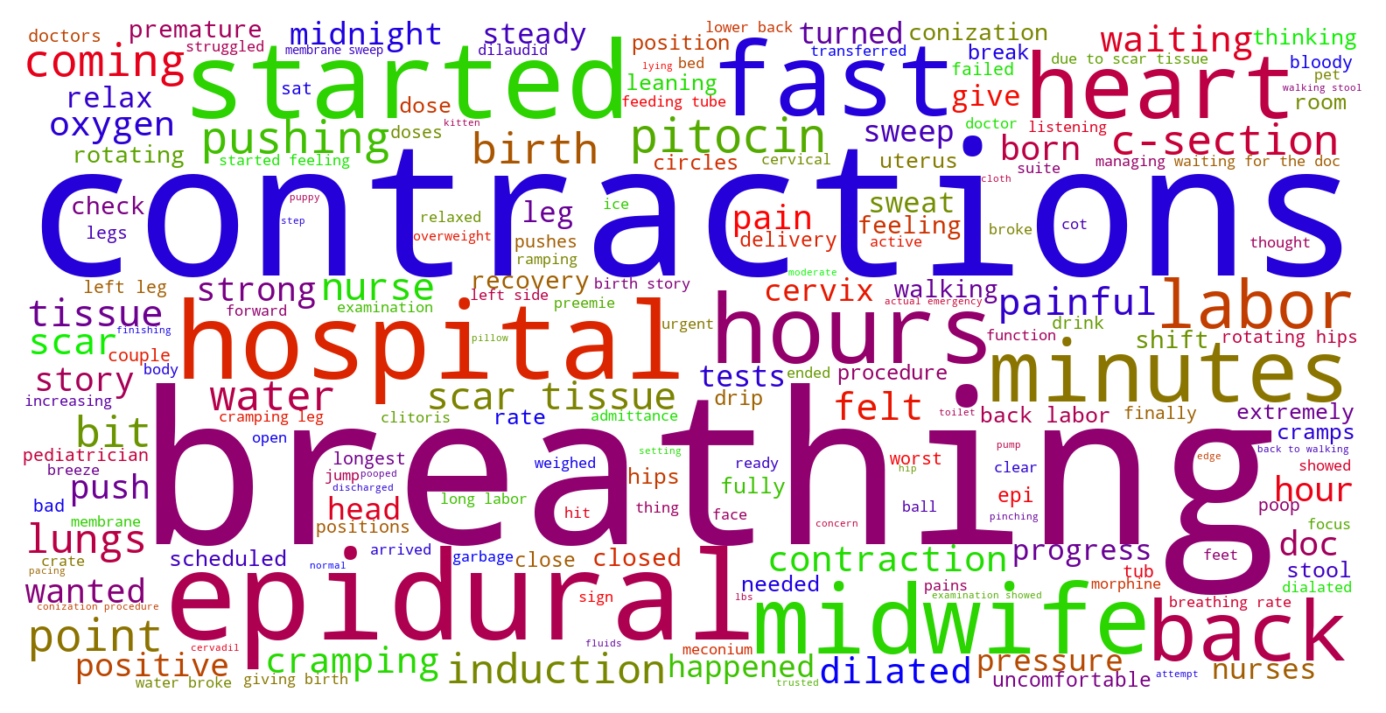 doctors
premature
midnight
steady
lower back
turned
conization
waiting
thinking
struggled
membrane sweep
dilaudid
position
transferred
break
due to scar tissue
bloody
coming
started
lying
bed
fast
failed
heart
pet
walking stool
relax
sat
dose
leaning
feeding tube
give
room
oxygen
pushing
doses
kitten
birth
pitocin
sweep
doctor
listening
born
c-section
rotating
started feeling
circles
cervical
uterus
suite
managing
waiting for the doc
cloth
contractions
check
puppy
leg
ice
pain
sweat
legs
step
relaxed
overweight
pushes
ramping
delivery
feeling
active
broke
cot
thought
left leg
strong
nurse
recovery
birth story
moderate
cervix
walking
painful
labor
tissue
forward
examination
left side
preemie
actual emergency
drink
finishing
hospital
urgent
hours
function
shift
rotating hips
scar
couple
body
pillow
minutes
story
water
scar tissue
tests
ended
procedure
increasing
cramping leg
clitoris
rate
admittance
drip
felt
toilet
back labor
finally
extremely
bit
open
breathing
setting
cramps
pediatrician
breeze
longest
jump
pooped
weighed
ready
worst
pump
clear
edge
back to walking
showed
push
discharged
long labor
hips
fully
hip
epi
hour
bad
head
hit
thing
face
ball
pinching
poop
membrane
positions
concern
focus
lungs
crate
scheduled
arrived
garbage
close
closed
contraction
progress
feet
doc
pacing
normal
epidural
needed
pains
tub
morphine
stool
dialated
wanted
conization procedure
sign
lbs
midwife
examination showed
breathing rate
point
cervadil
fluids
meconium
back
positive
cramping
induction
happened
dilated
pressure
nurses
water broke
giving birth
trusted
uncomfortable
attempt